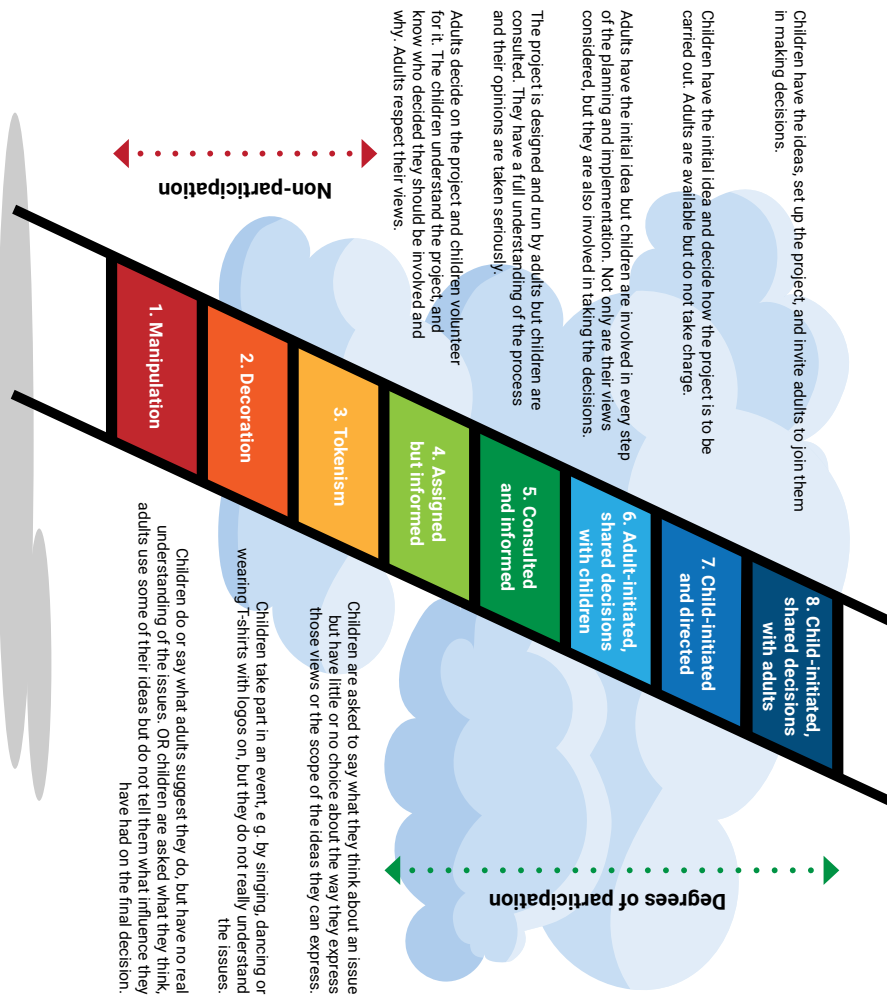 Children have the ideas, set up the project, and invite adults to join them
in making decisions.
Children have the initial idea and decide how the project is to be
carried out. Adults are available but do not take charge.
Adults have the initial idea but children are involved in every step
of the planning and implementation. Not only are their views
considered, but they are also involved in taking the decisions.
The project is designed and run by adults but children are
consulted. They have a full understanding of the process
and their opinions are taken seriously.
Adults decide on the project and children volunteer
for it. The children understand the project, and
know who decided they should be involved and
why. Adults respect their views.
Non-participation
8. Child-initiated,
shared decisions
with adults
7. Child-initiated
and directed
6. Adult-initiated,
shared decisions
with children
5. Consulted
and informed
4. Assigned
but informed
3. Tokenism
2. Decoration
1. Manipulation
Degrees of participation
Children are asked to say what they think about an issue
but have little or no choice about the way they express
those views or the scope of the ideas they can express.
Children take part in an event, e g. by singing, dancing or
wearing T-shirts with logos on, but they do not really understand
the issues.
Children do or say what adults suggest they do, but have no real
understanding of the issues. OR children are asked what they think,
adults use some of their ideas but do not tell them what influence they
have had on the final decision.